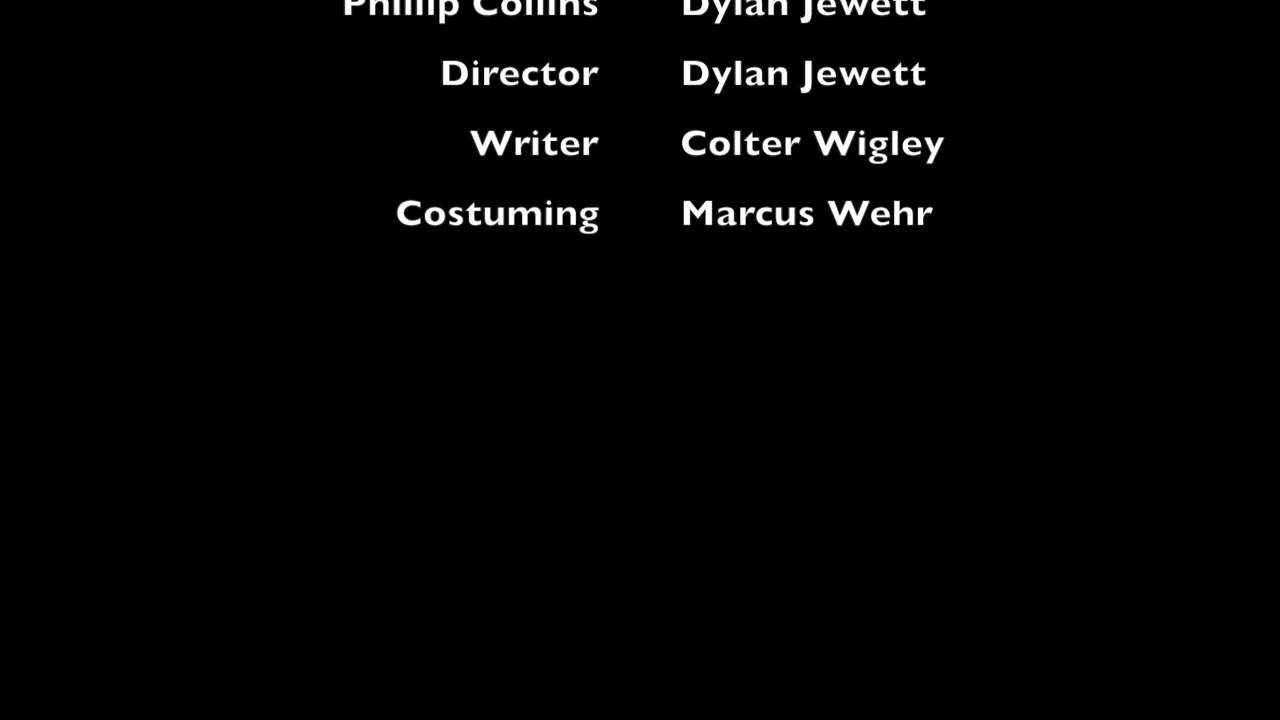 Phillip Collins Dylan Jewett
Director Dylan Jewett
Writer Colter Wigley
Costuming Marcus Wehr